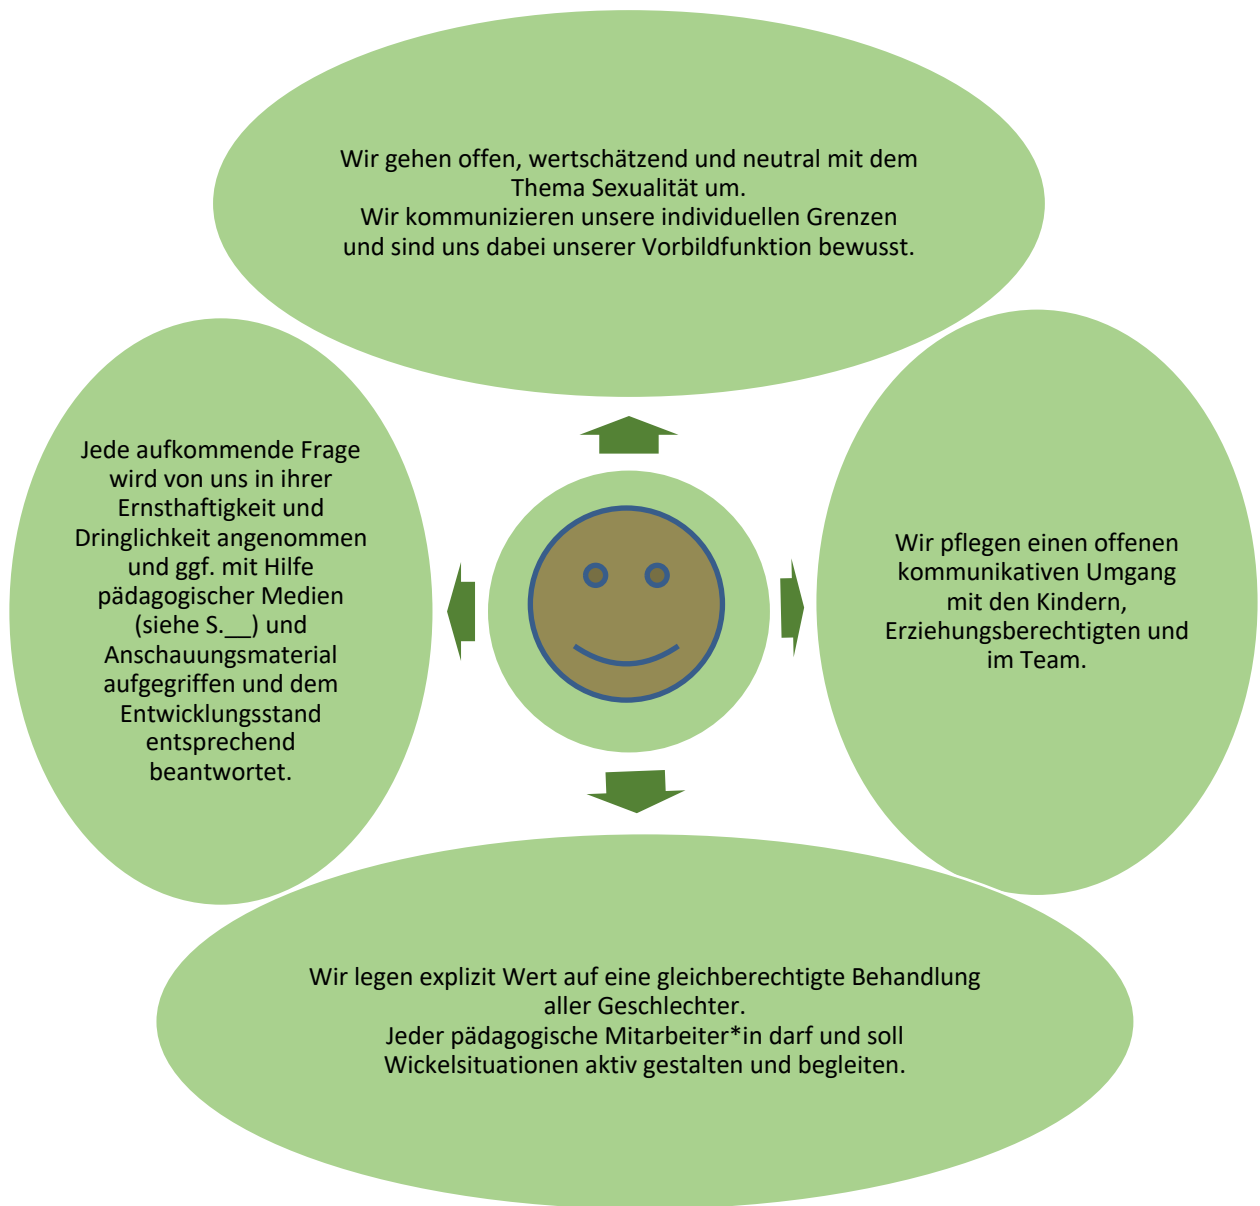 Wir gehen offen, wertschätzend und neutral mit dem
Thema Sexualität um.
Wir kommunizieren unsere individuellen Grenzen
und sind uns dabei unserer Vorbildfunktion bewusst.
Jede aufkommende Frage
wird von uns in ihrer
Ernsthaftigkeit und
Dringlichkeit angenommen
und ggf. mit Hilfe
pädagogischer Medien
(siehe S.__) und
Anschauungsmaterial
aufgegriffen und dem
Entwicklungsstand
entsprechend
beantwortet.
Wir pflegen einen offenen
kommunikativen Umgang
mit den Kindern,
Erziehungsberechtigten und
im Team.
Wir legen explizit Wert auf eine gleichberechtigte Behandlung
aller Geschlechter.
Jeder pädagogische Mitarbeiter*in darf und soll
Wickelsituationen aktiv gestalten und begleiten.